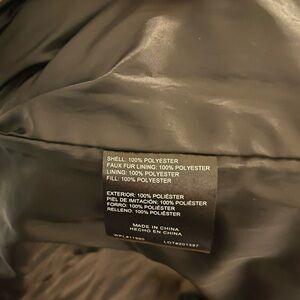 SHELL: 100% POLYESTER
FAUX FUR LINING: 100% POLYESTER
LINING: 100% POLYESTER
FILL: 100% POLYESTER
EXTERIOR: 100% POLIÉSTER
PIEL DE IMITACIÓN: 100% POLIÉSTER
FORRO: 100% POLIÉSTER
RELLENO: 100% POLIÉSTER
MADE IN CHINA
HECHO EN CHINA